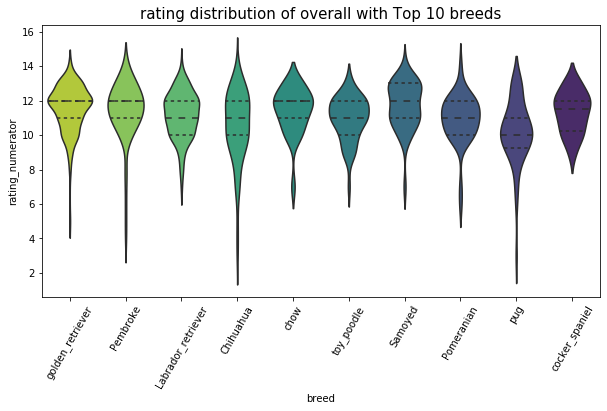 rating distribution of overall with Top 10 breeds
rating_numerator
16
14
12
10
8
6
4
2
golden_retriever
Pembroke
Labrador_retriever
Chihuahua
chow
toy_poodle
Samoyed
Pomeranian
pug
cocker_spaniel
breed